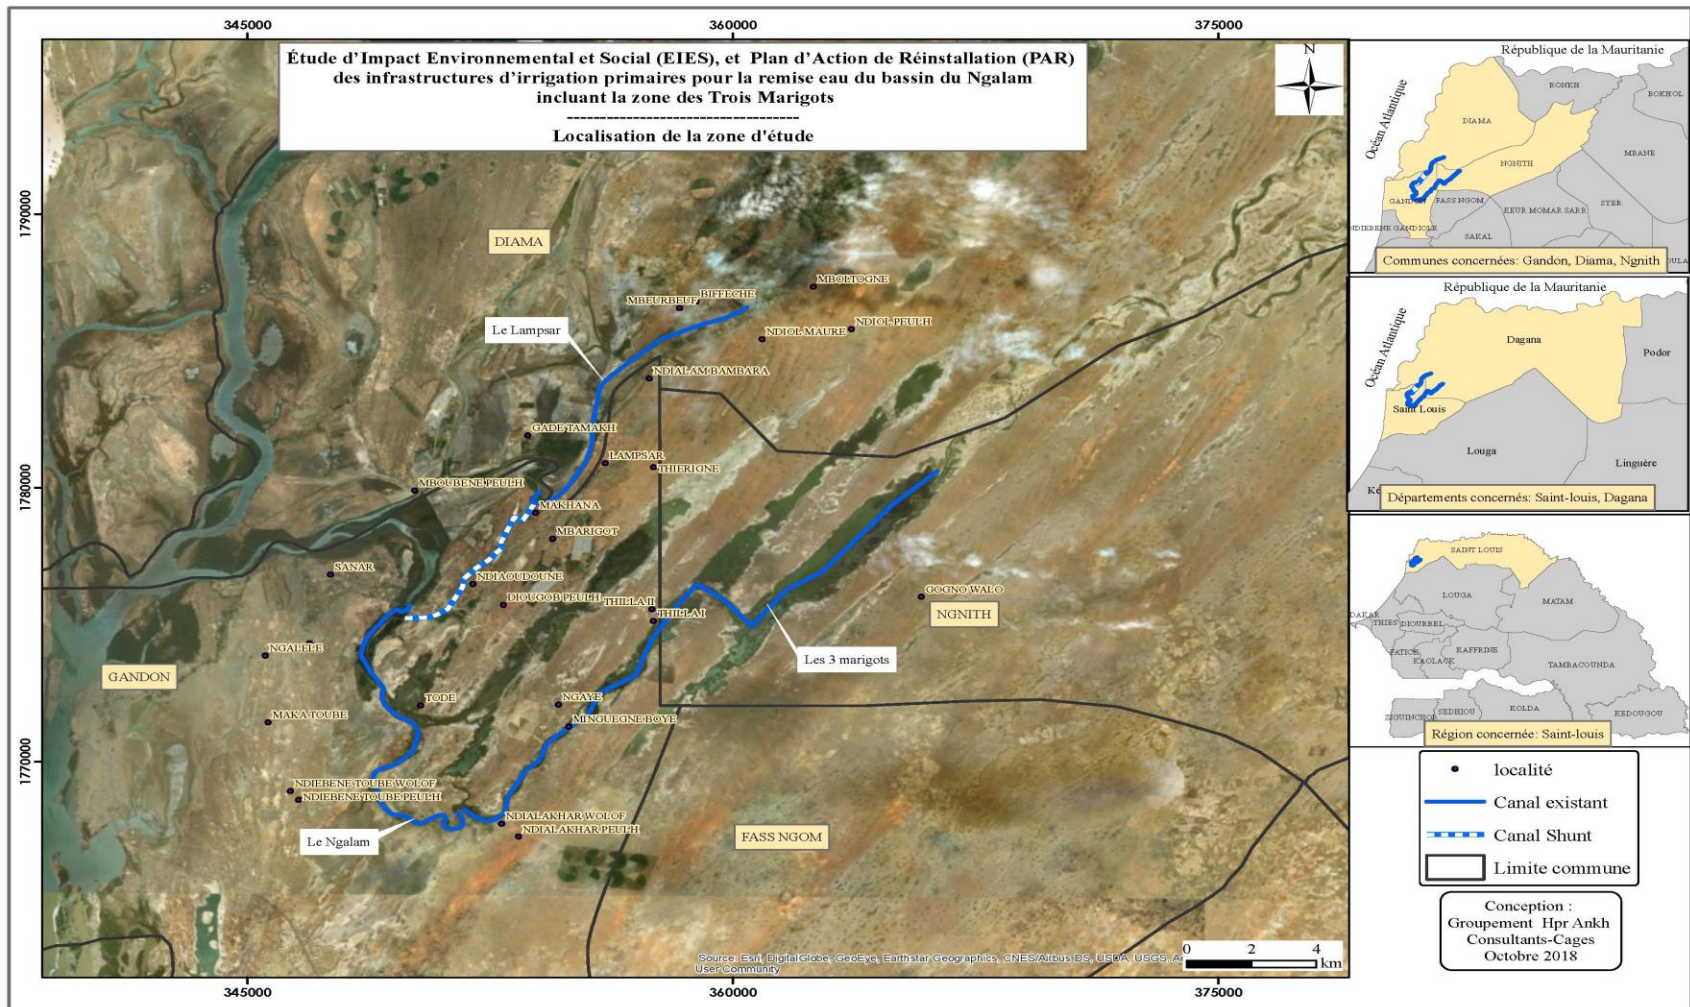 345000
360000
375000
Étude d'Impact Environnemental et Social (EIES), et Plan d'Action de Réinstallation (PAR)
des infrastructures d'irrigation primaires pour la remise eau du bassin du Ngalam
incluant la zone des Trois Marigots
------------------------------------
Localisation de la zone d'étude
N
1790000
1780000
1770000
DIAMA
MBOLTOGNE
BIFFECHE
MBEURBEUF
NDIOL PEULH
NDIOL MAURE
Le Lampsar
NDIALAM BAMBARA
GADE TAMAKH
LAMPSAR
THIERIGNE
MBOUBENE PEULH
MAKHANA
MBARIGOT
SANAR
NDIAOUDOUNE
DIOUGOB PEULH
THILLA II
THILLA I
GOGNO WALO
NGNITH
Les 3 marigots
NGALELE
GANDON
TODE
NGAYE
MAKA TOUBE
MINGUEGNE BOYE
NDIEBENE TOUBE WOLOF
NDIEBENE TOUBE PEULH
Le Ngalam
NDIALAKHAR WOLOF
NDIALAKHAR PEULH
FASS NGOM
Source: Esri, DigitalGlobe, GeoEye, Earthstar Geographics, CNES/Airbus DS, USDA, USGS,
User Community
0 2 4
km
345000
360000
375000
République de la Mauritanie
Océan Atlantique
RONKH
BOKHOL
DIAMA
MBANE
NGNITH
GANDON
FASS NGOM
KEUR MOMAR SARR
SYER
NDIEBENE GANDIOLE
SAKAL
Communes concernées: Gandon, Diama, Ngnith
République de la Mauritanie
Océan Atlantique
Dagana
Podor
Saint Louis
Louga
Linguère
Départements concernés: Saint-louis, Dagana
SAINT LOUIS
LOUGA
MATAM
DAKAR
THIES
DIOURBEL
FATICK
KAOLACK
KAFFRINE
TAMBACOUNDA
ZIGUINCHOR
SEDHIOU
KOLDA
KEDOUGOU
Région concernée: Saint-louis
localité
Canal existant
Canal Shunt
Limite commune
Conception :
Groupement Hpr Ankh
Consultants-Cages
Octobre 2018